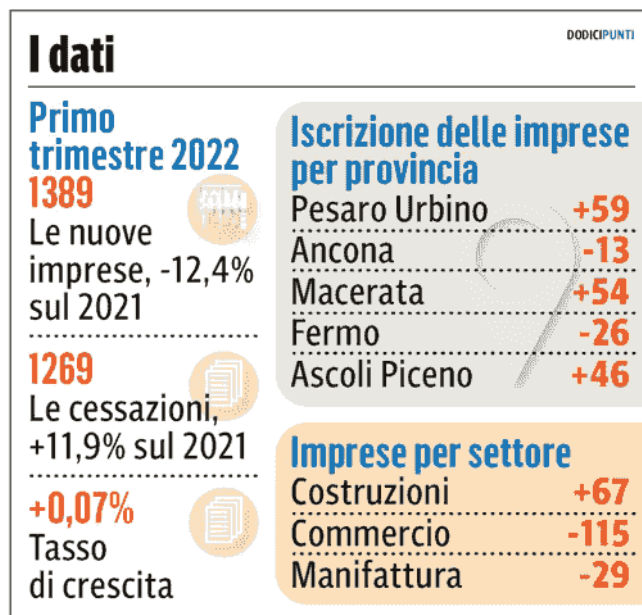 DODICIPUNTI
I dati
Primo
trimestre 2022
1389
Le nuove
imprese, -12,4%
sul 2021
1269
Le cessazioni,
+11,9% sul 2021
+0,07%
Tasso
di crescita
Iscrizione delle imprese
per provincia
Pesaro Urbino +59
Ancona -13
Macerata +54
Fermo -26
Ascoli Piceno +46
Imprese per settore
Costruzioni +67
Commercio -115
Manifattura -29